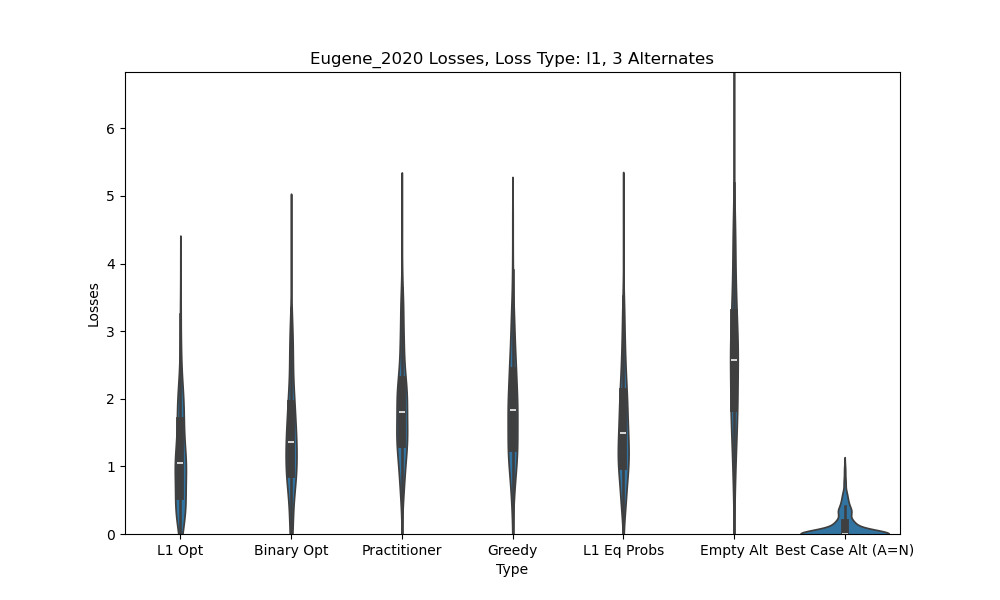 Eugene_2020 Losses, Loss Type: l1, 3 Alternates
6
5
4
3
2
1
0
Losses
L1 Opt Binary Opt Practitioner Greedy L1 Eq Probs Empty Alt Best Case Alt (A=N)
Type